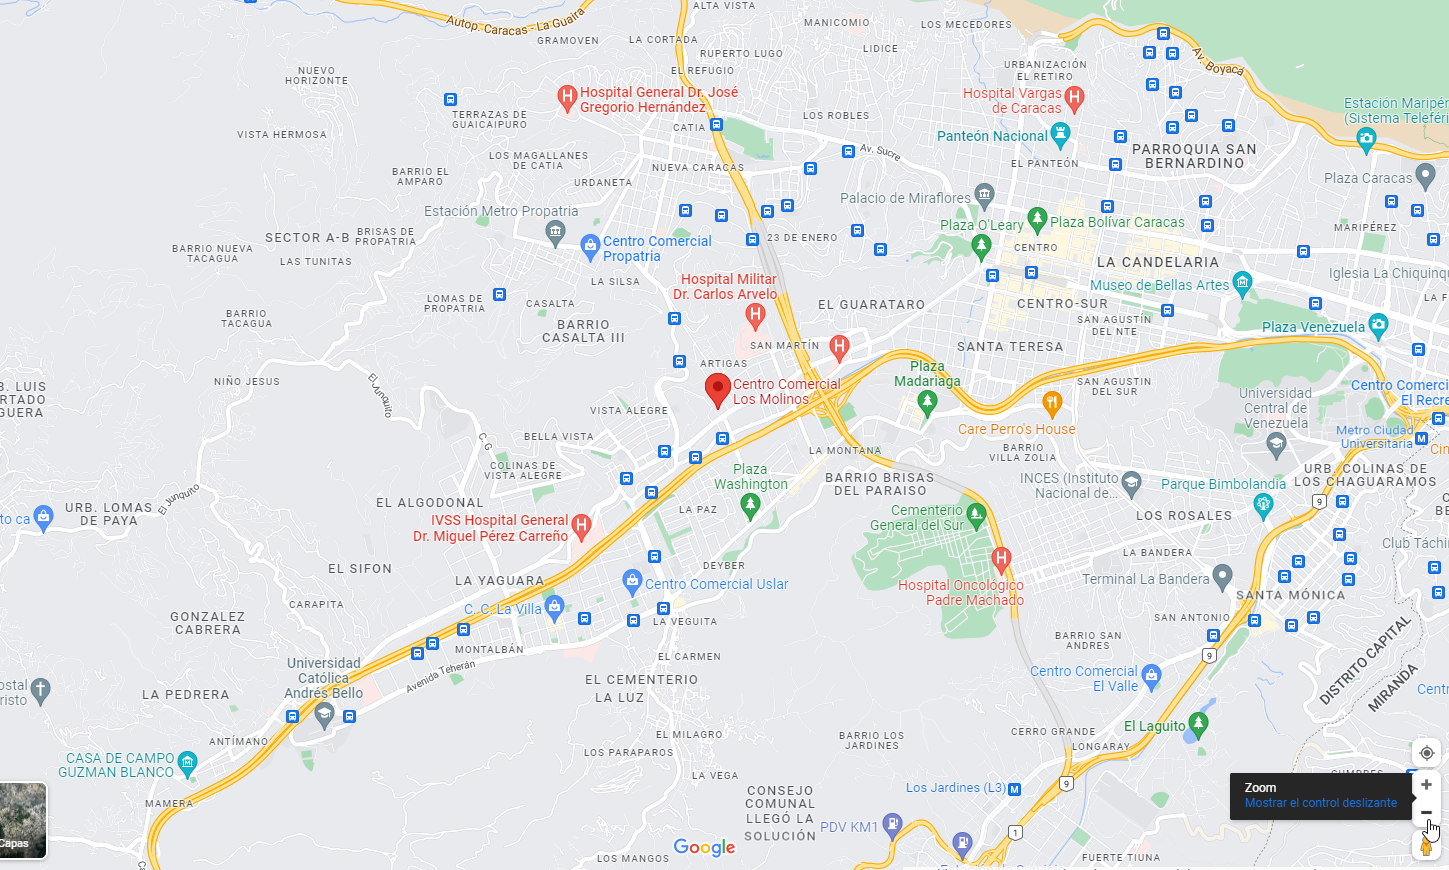 ALTA VISTA
Autop. Caracas - La Guaira
GRAMOVEN
LA CORTADA
MANICOMIO
LOS MECEDORES
RUPERTO LUGO
LIDICE
EL REFUGIO
NUEVO
HORIZONTE
URBANIZACIÓN
EL RETIRO
Av. Boyacá
Hospital General Dr. José
Gregorio Hernández
Hospital Vargas
de Caracas
Estación Maripér
(Sistema Teleféri
TERRAZAS DE
GUAICAIPURO
VISTA HERMOSA
CATIA
LOS ROBLES
Panteón Nacional
PARROQUIA SAN
BERNARDINO
LOS MAGALLANES
DE CATIA
Av. Sucre
EL PANTEÓN
BARRIO EL
AMPARO
NUEVA CARACAS
URDANETA
Plaza Caracas
Palacio de Miraflores
Estación Metro Propatria
Plaza O'Leary
Plaza Bolívar Caracas
MARIPÉREZ
SECTOR A-B
BRISAS DE
PROPATRIA
Centro Comercial
Propatria
23 DE ENERO
CENTRO
BARRIO NUEVA
TACAGUA
LAS TUNITAS
LA CANDELARIA
Iglesia La Chiquinq
Hospital Militar
Dr. Carlos Arvelo
LA SILSA
Museo de Bellas Artes
LA F
LOMAS DE
PROPATRIA
CASALTA
EL GUARATARO
CENTRO-SUR
BARRIO
TACAGUA
BARRIO
CASALTA III
SAN AGUSTÍN
DEL NTE
Plaza Venezuela
SAN MARTÍN
SANTA TERESA
ARTIGAS
Plaza
Madariaga
NIÑO JESUS
El Junquito
B. LUIS
RTADO
GUERA
Centro Comercial
Los Molinos
SAN AGUSTIN
DEL SUR
Universidad
Central de
Venezuela
Centro Comerci
El Recre
VISTA ALEGRE
Care Perro's House
Metro Ciudad
Universitaria
BELLA VISTA
C. G
LA MONTANA
BARRIO
VILLA ZOLIA
Cin
COLINAS DE
VISTA ALEGRE
Plaza
Washington
BARRIO BRISAS
DEL PARAISO
INCES (Instituto
Nacional de...
Parque Bimbolandia
URB. COLINAS DE
LOS CHAGUARAMOS
El Junquito
EL ALGODONAL
URB. LOMAS
DE PAYA
to ca
LA PAZ
Cementerio
General del Sur
9
LOS ROSALES
IVSS Hospital General
Dr. Miguel Pérez Carreño
Club Táchi
LA BANDERA
EL SIFON
DEYBER
LA YAGUARA
Centro Comercial Uslar
Hospital Oncológico
Padre Machado
Terminal La Bandera
SANTA MÓNICA
CARAPITA
C. C. La Villa
GONZALEZ
CABRERA
LA VEGUITA
SAN ANTONIO
BARRIO SAN
ANDRES
MONTALBÁN
EL CARMEN
9
DISTRITO CAPITAL
MIRANDA
Universidad
Católica
Andrés Bello
Avenida Teherán
EL CEMENTERIO
LA LUZ
Centro Comercial
El Valle
ostal
risto
LA PEDRERA
Centr
El Laguito
ANTÍMANO
EL MILAGRO
BARRIO LOS
JARDINES
CERRO GRANDE
LONGARAY
LOS PARAPAROS
CASA DE CAMPO
GUZMAN BLANCO
LA VEGA
CONSEJO
COMUNAL
LLEGÓ LA
SOLUCIÓN
Los Jardines (L3)
9
Zoom
Mostrar el control deslizante
MAMERA
PDV KM1
1
Capas
Google
LOS MANGOS
FUERTE TIUNA